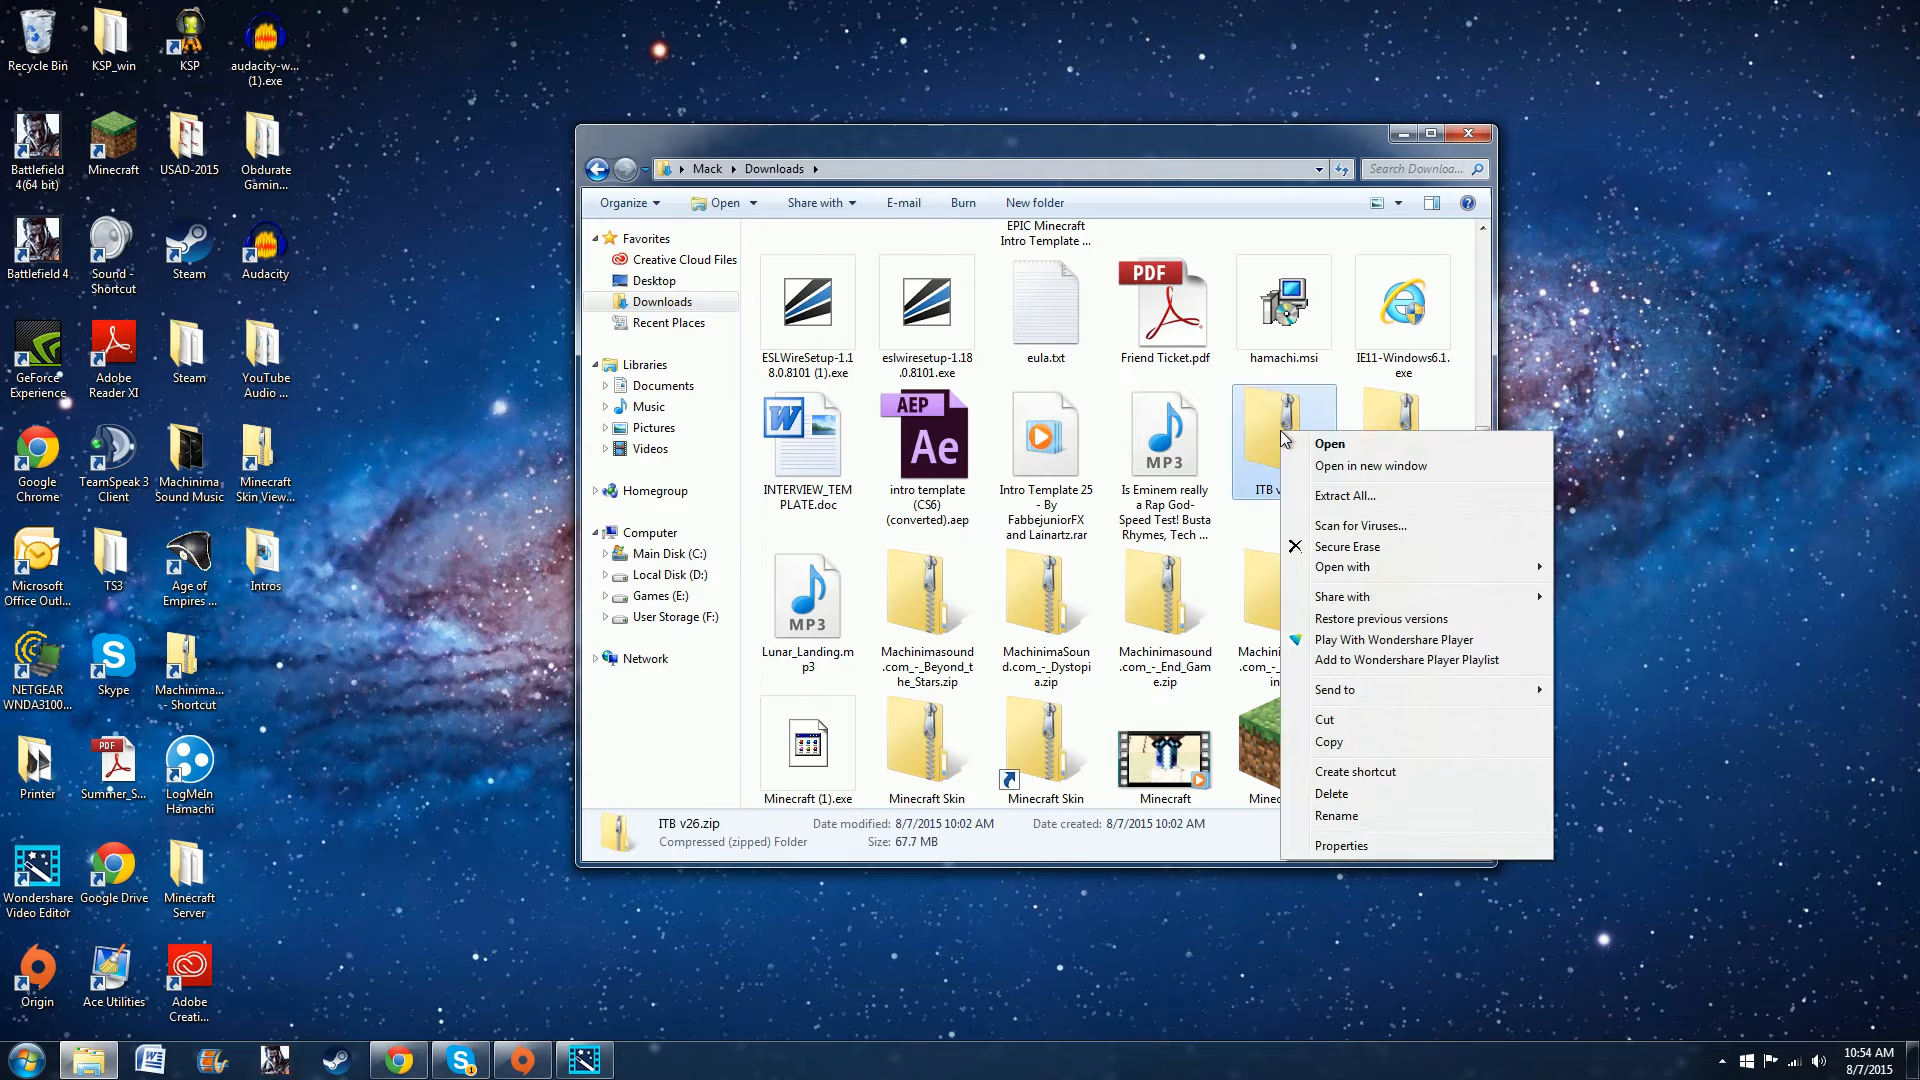 Recycle Bin
KSP_win
KSP
audacity-w...
(1).exe
Battlefield
4(64 bit)
Minecraft
USAD-2015
Obdurate
Gamin...
Battlefield 4
Sound -
Shortcut
Steam
Audacity
GeForce
Experience
Adobe
Reader XI
Steam
YouTube
Audio ...
Google
Chrome
TeamSpeak 3
Client
Machinima
Sound Music
Minecraft
Skin View...
Microsoft
Office Outl...
TS3
Age of
Empires ...
Intros
NETGEAR
WNDA3100...
Skype
Machinima...
- Shortcut
Printer
PDF
Summer_S...
LogMeIn
Hamachi
Wondershare
Video Editor
Google Drive
Minecraft
Server
Origin
Ace Utilities
Adobe
Creati...
Mack
Downloads
Search Downloa...
Organize
Open
Share with
E-mail
Burn
New folder
Favorites
Creative Cloud Files
Desktop
Downloads
Recent Places
Libraries
Documents
Music
Pictures
Videos
Homegroup
Computer
Main Disk (C:)
Local Disk (D:)
Games (E:)
User Storage (F:)
Network
EPIC Minecraft
Intro Template ...
ESLWireSetup-1.1
8.0.8101 (1).exe
eslwiresetup-1.18
.0.8101.exe
eula.txt
PDF
Friend Ticket.pdf
hamachi.msi
IE11-Windows6.1.
exe
W
INTERVIEW_TEM
PLATE.doc
AEP
Ae
intro template
(CS6)
(converted).aep
Intro Template 25
- By
FabbejuniorFX
and Lainartz.rar
MP3
Is Eminem really
a Rap God-
Speed Test! Busta
Rhymes, Tech ...
ITB v
MP3
Lunar_Landing.m
p3
Machinimasound
.com_-_Beyond_t
he_Stars.zip
MachinimaSoun
d.com_-_Dystopi
a.zip
Machinimasound
.com_-_End_Gam
e.zip
Machini
.com_-_
in
Minecraft (1).exe
Minecraft Skin
Minecraft Skin
Minecraft
Minec
Open
Open in new window
Extract All...
Scan for Viruses...
Secure Erase
Open with
Share with
Restore previous versions
Play With Wondershare Player
Add to Wondershare Player Playlist
Send to
Cut
Copy
Create shortcut
Delete
Rename
Properties
ITB v26.zip
Date modified: 8/7/2015 10:02 AM
Date created: 8/7/2015 10:02 AM
Compressed (zipped) Folder
Size: 67.7 MB
10:54 AM
8/7/2015